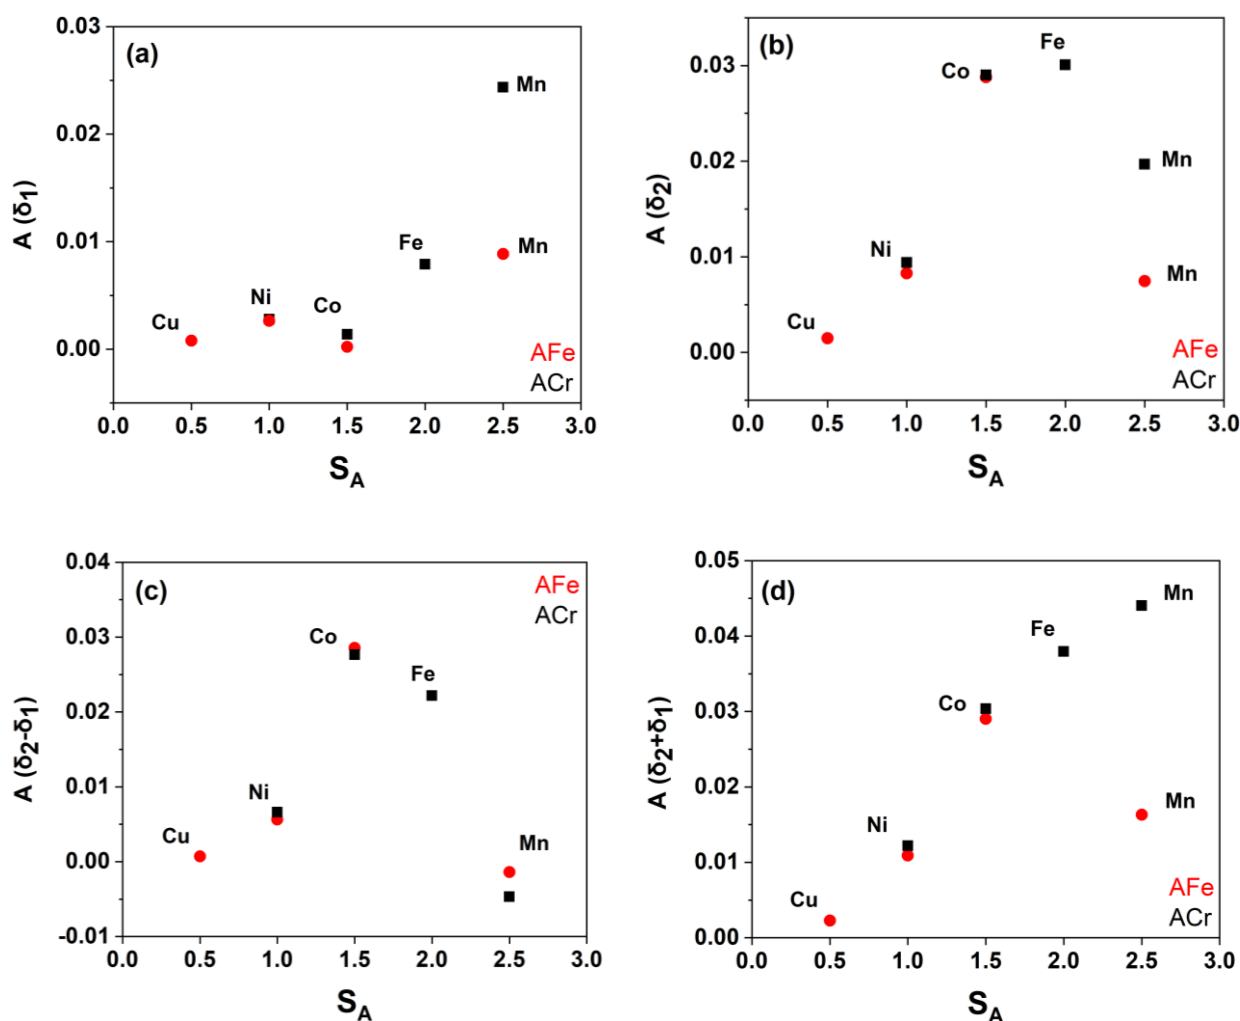 (a)
0.03
0.02
0.01
0.00
A (δ1)
Mn
Fe
Mn
Ni
Co
Cu
AFe
ACr
0.0 0.5 1.0 1.5 2.0 2.5 3.0
SA
(b)
0.03
0.02
0.01
0.00
A (δ2)
Fe
Co
Mn
Ni
Mn
Cu
AFe
ACr
0.0 0.5 1.0 1.5 2.0 2.5 3.0
SA
(c)
0.04
0.03
0.02
0.01
0.00
-0.01
A (δ2-δ1)
AFe
ACr
Co
Fe
Ni
Cu
Mn
0.0 0.5 1.0 1.5 2.0 2.5 3.0
SA
(d)
0.05
0.04
0.03
0.02
0.01
0.00
A (δ2+δ1)
Mn
Fe
Co
Mn
Ni
Cu
AFe
ACr
0.0 0.5 1.0 1.5 2.0 2.5 3.0
SA